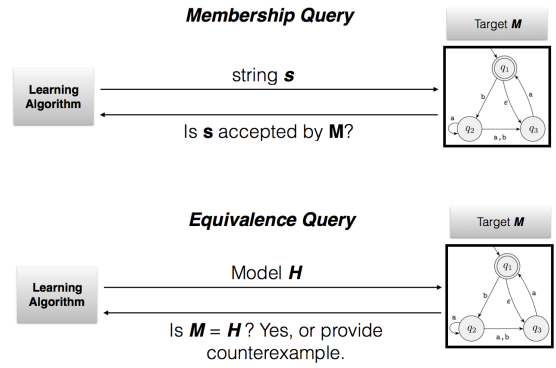 Membership Query
Target M
Learning
Algorithm
string s
Is s accepted by M?
q1
b
ε
a
a
q2
a,b
q3
Equivalence Query
Target M
Learning
Algorithm
Model H
Is M = H ? Yes, or provide
counterexample.
q1
b
ε
a
a
q2
a,b
q3